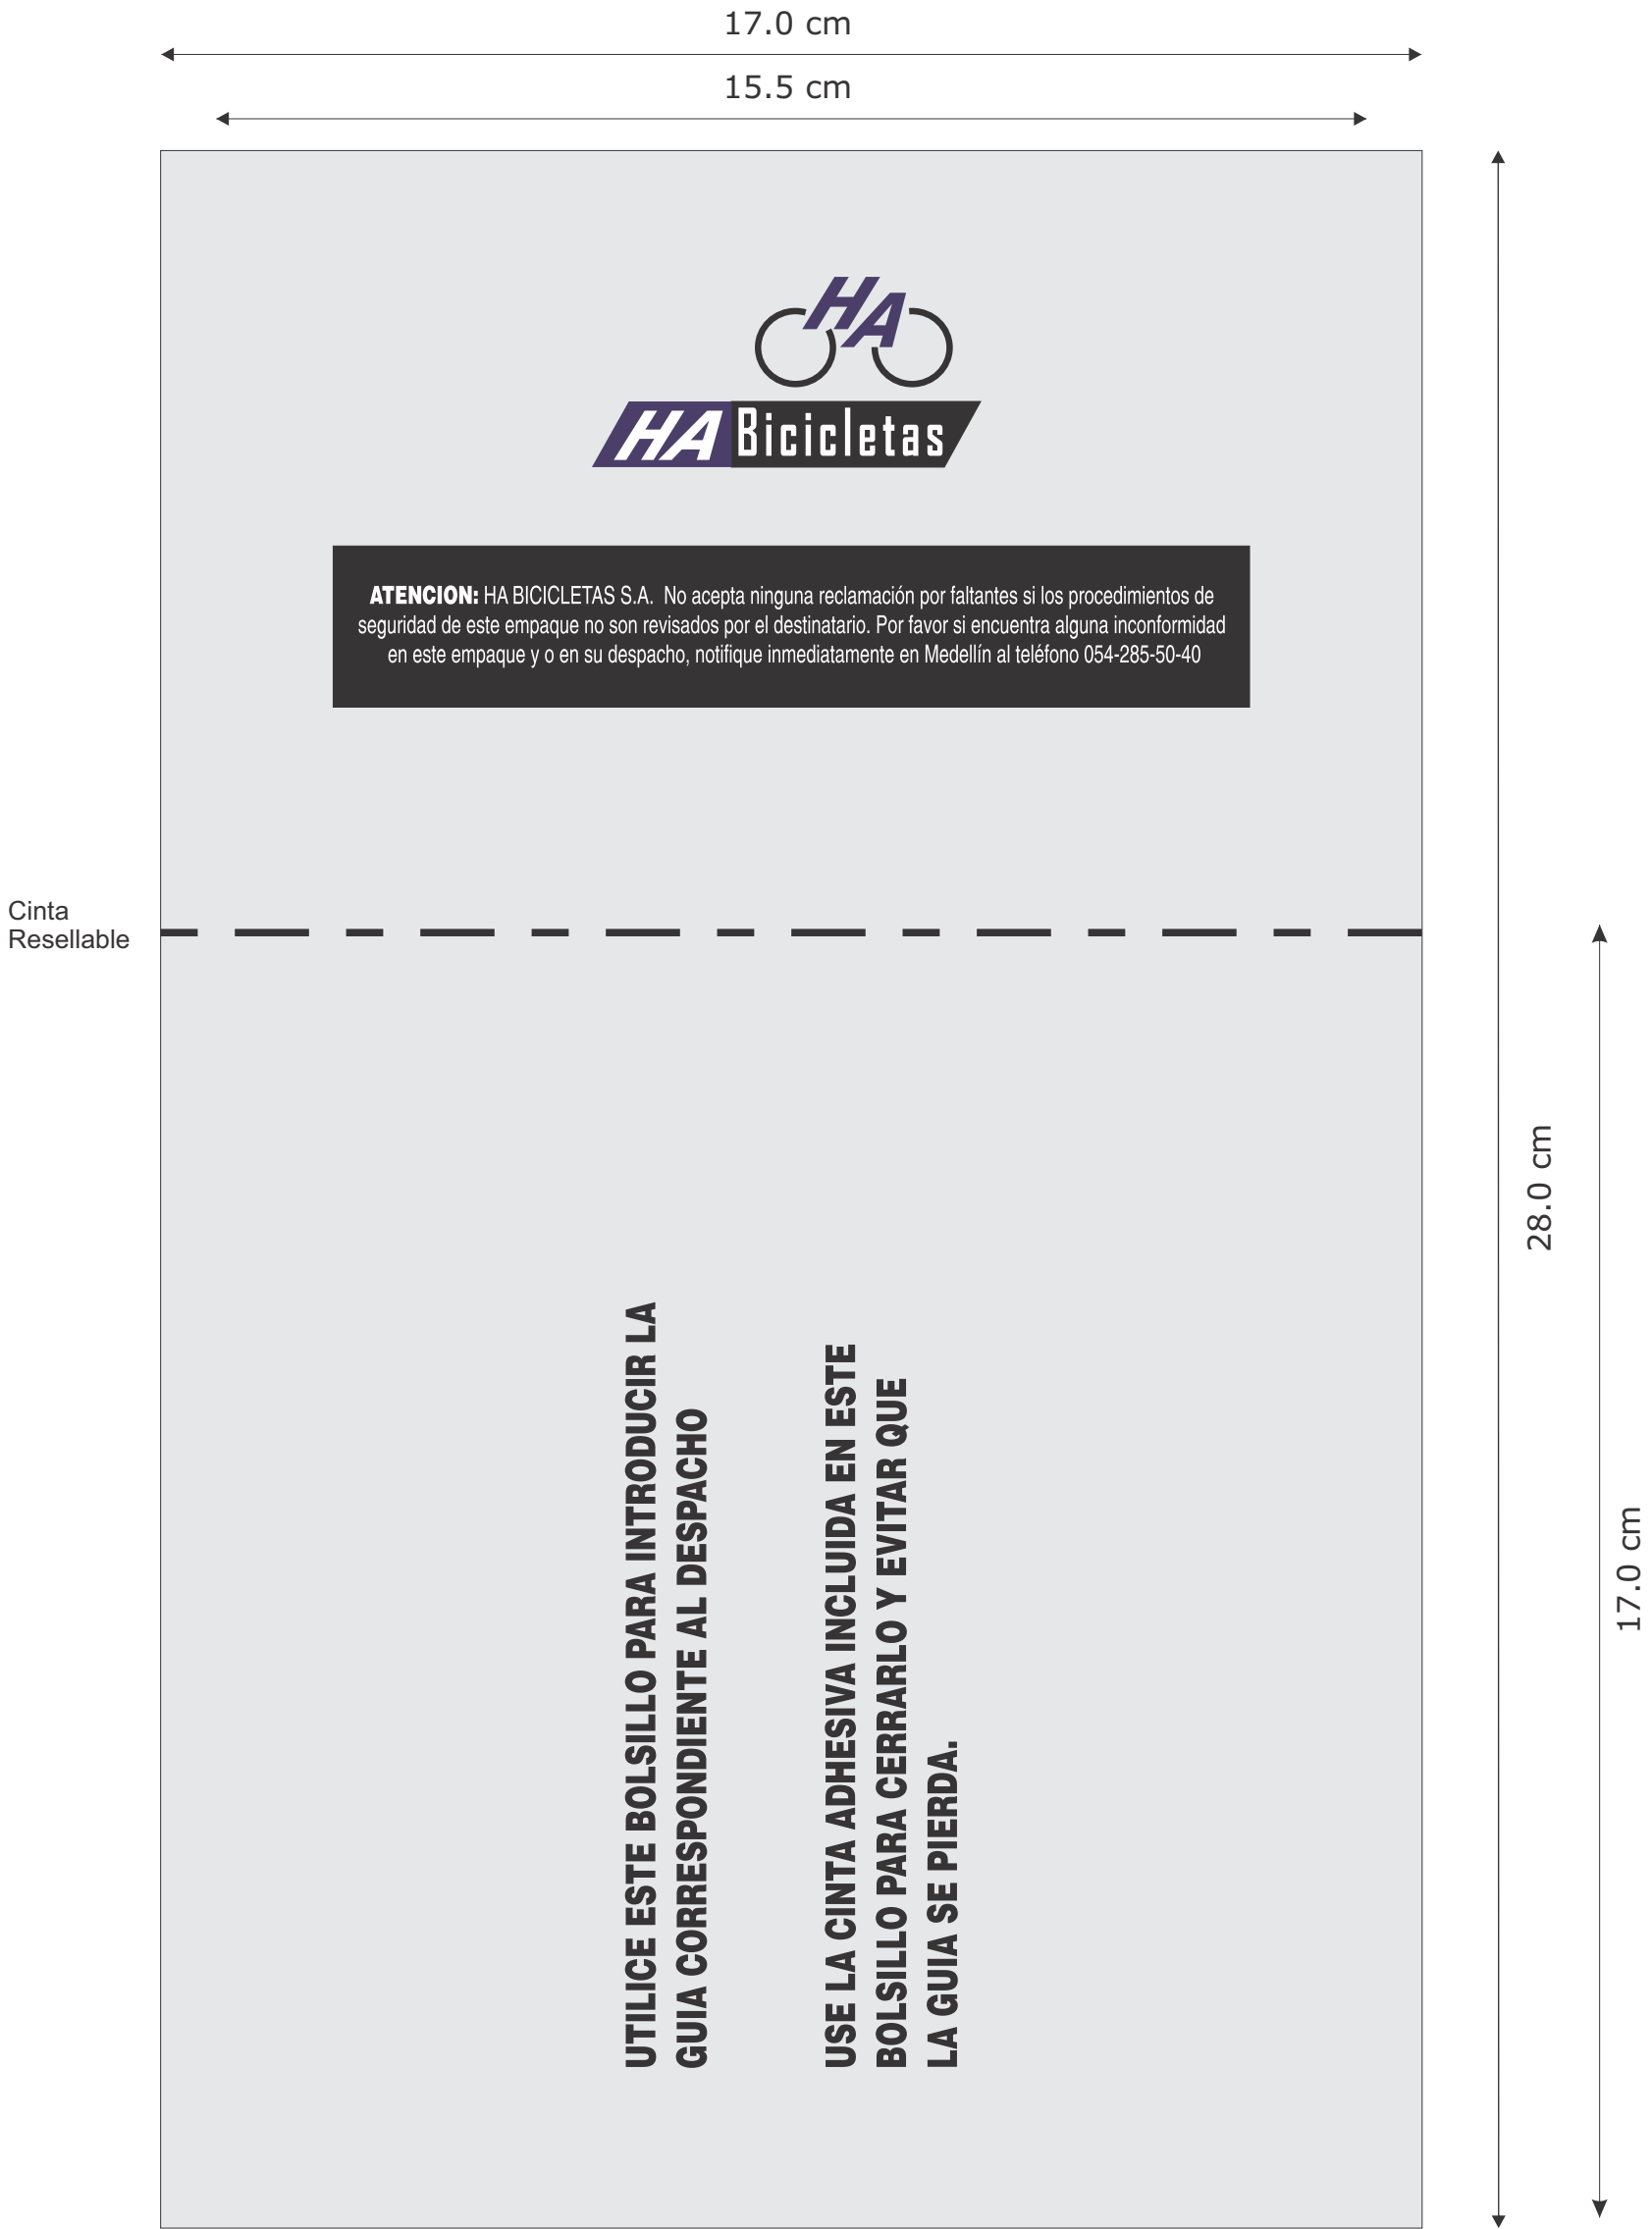 17.0 cm
15.5 cm
HA
HA Bicicletas
ATENCION: HA BICICLETAS S.A. No acepta ninguna reclamación por faltantes si los procedimientos de
seguridad de este empaque no son revisados por el destinatario. Por favor si encuentra alguna inconformidad
en este empaque y o en su despacho, notifique inmediatamente en Medellín al teléfono 054-285-50-40
Cinta
Resellable
28.0 cm
17.0 cm
UTILICE ESTE BOLSILLO PARA INTRODUCIR LA
GUIA CORRESPONDIENTE AL DESPACHO
USE LA CINTA ADHESIVA INCLUIDA EN ESTE
BOLSILLO PARA CERRARLO Y EVITAR QUE
LA GUIA SE PIERDA.